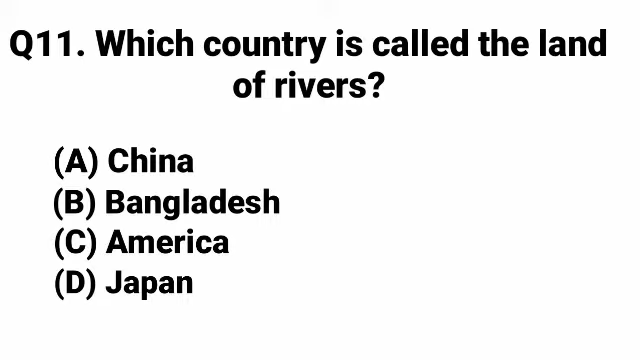 Q11. Which country is called the land
of rivers?
(A) China
(B) Bangladesh
(C) America
(D) Japan